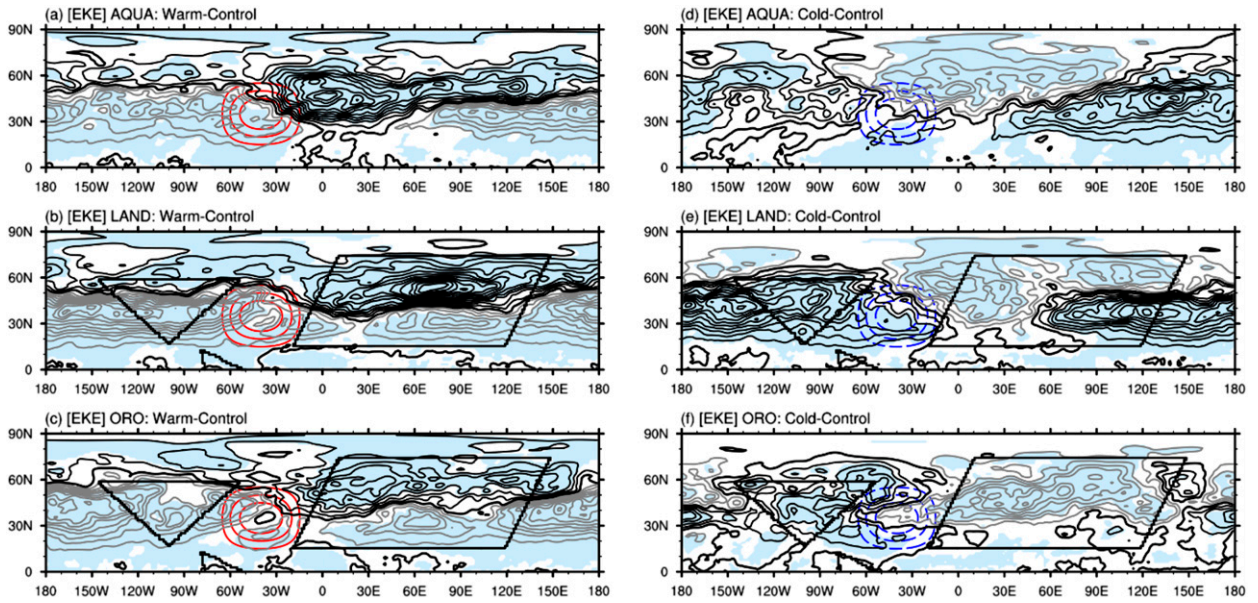 (a) [EKE] AQUA: Warm-Control
90N
60N
30N
0
180 150W 120W 90W 60W 30W 0 30E 60E 90E 120E 150E 180
(b) [EKE] LAND: Warm-Control
90N
60N
30N
0
180 150W 120W 90W 60W 30W 0 30E 60E 90E 120E 150E 180
(c) [EKE] ORO: Warm-Control
90N
60N
30N
0
180 150W 120W 90W 60W 30W 0 30E 60E 90E 120E 150E 180
(d) [EKE] AQUA: Cold-Control
90N
60N
30N
0
180 150W 120W 90W 60W 30W 0 30E 60E 90E 120E 150E 180
(e) [EKE] LAND: Cold-Control
90N
60N
30N
0
180 150W 120W 90W 60W 30W 0 30E 60E 90E 120E 150E 180
(f) [EKE] ORO: Cold-Control
90N
60N
30N
0
180 150W 120W 90W 60W 30W 0 30E 60E 90E 120E 150E 180